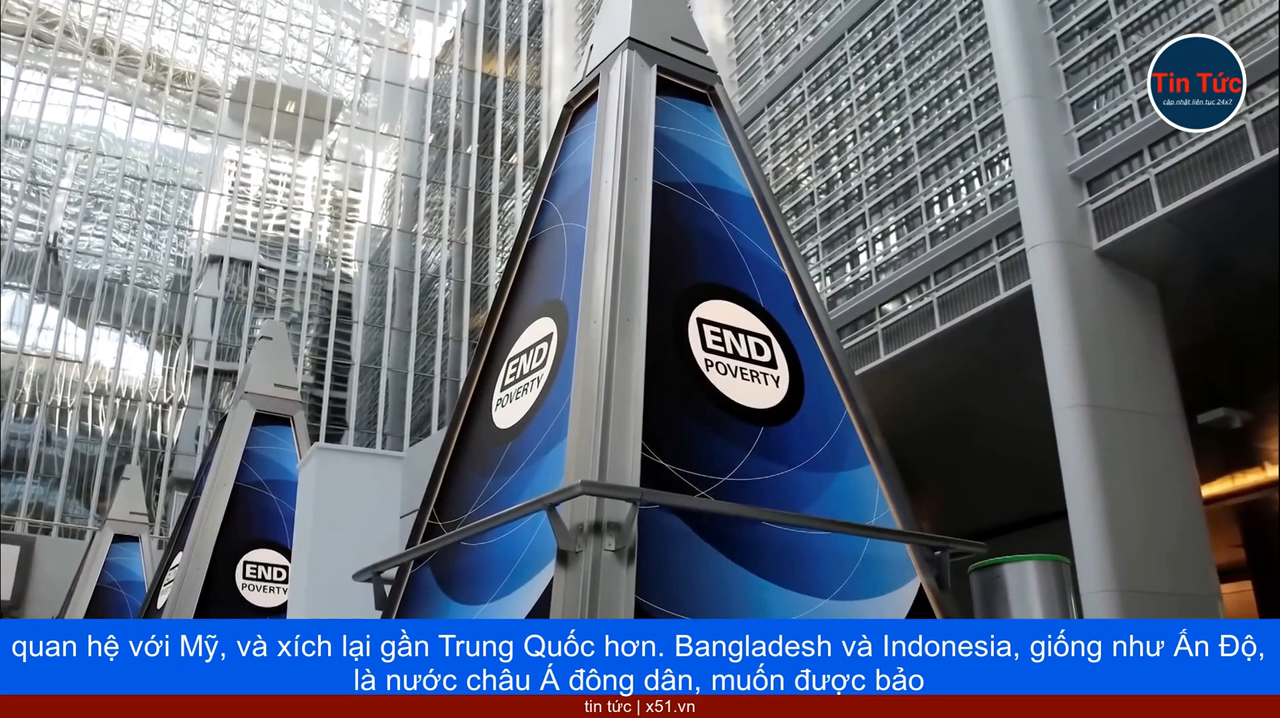 Tin Tức
cập nhật liên tục 24x7
END
POVERTY
END
POVERTY
END
POVERTY
quan hệ với Mỹ, và xích lại gần Trung Quốc hơn. Bangladesh và Indonesia, giống như Ấn Độ,
là nước châu Á đông dân, muốn được bảo
tin tức | x51.vn